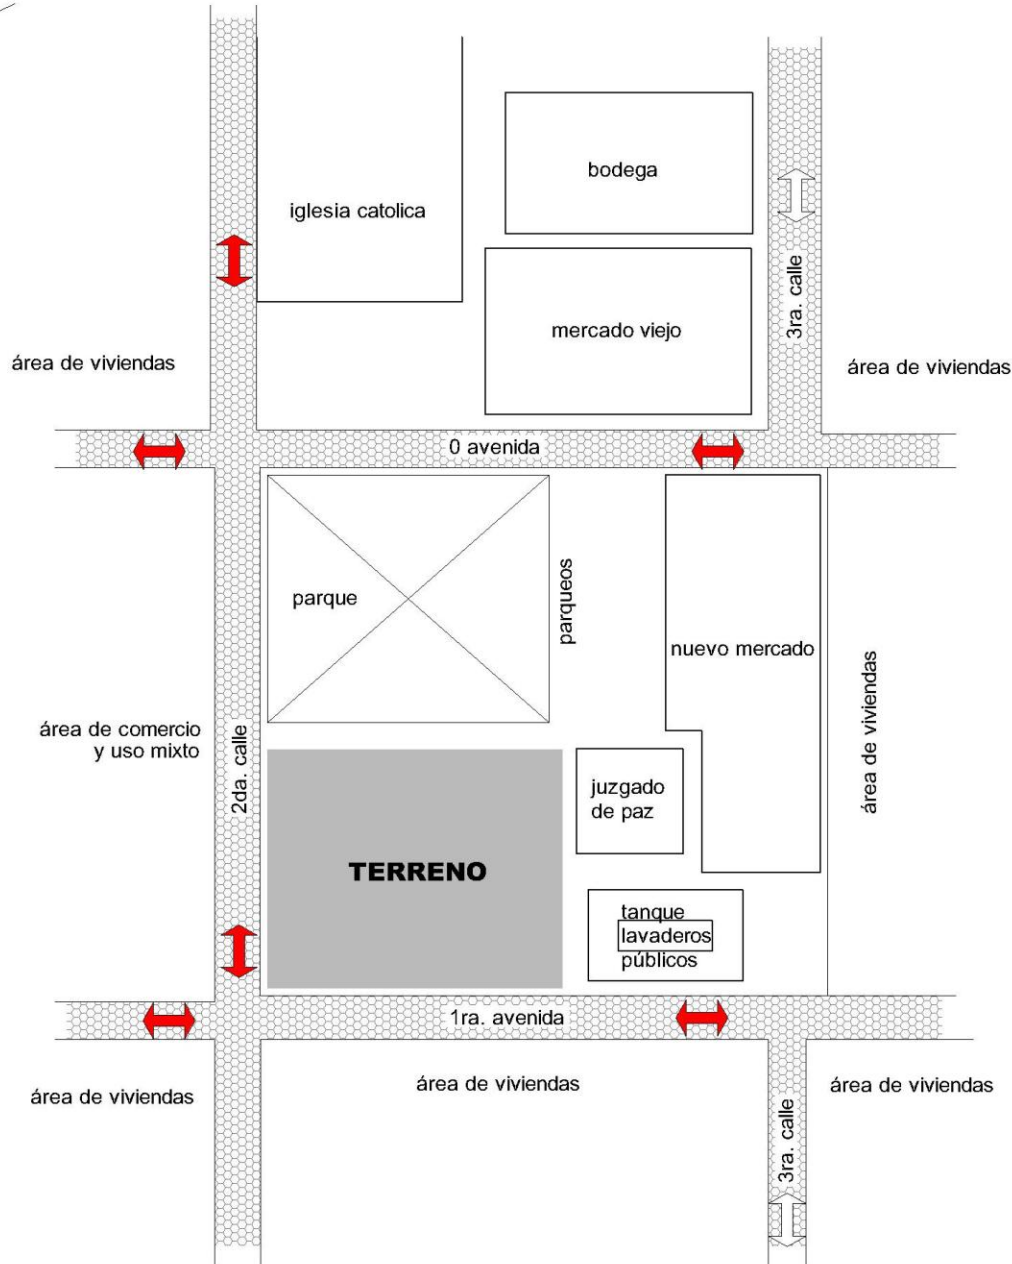 bodega
iglesia catolica
3ra. calle
mercado viejo
área de viviendas
área de viviendas
0 avenida
parque
parqueos
nuevo mercado
área de viviendas
área de comercio
y uso mixto
2da. calle
juzgado
de paz
TERRENO
tanque
lavaderos
públicos
1ra. avenida
área de viviendas
área de viviendas
área de viviendas
3ra. calle